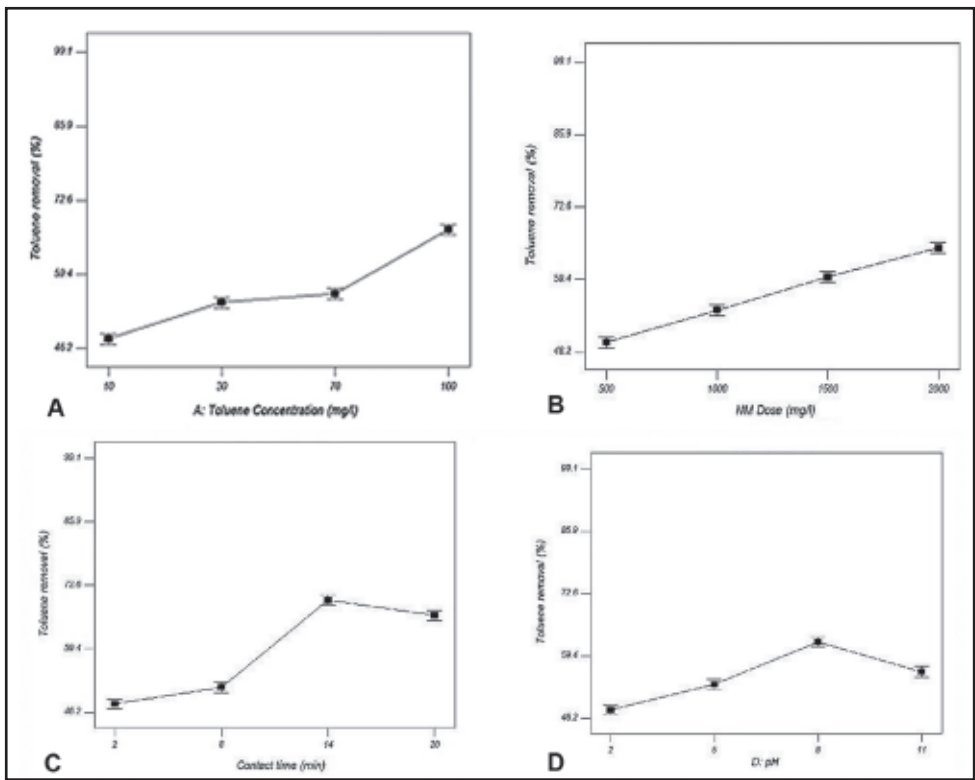 99.1
85.9
72.6
59.4
46.2
Toluene removal (%)
10
70
100
A: Toluene Concentration (mg/l)
A
99.1
85.9
72.6
59.4
46.2
Toluene removal (%)
500
1000
1500
2000
NM Dose (mg/l)
B
99.1
85.9
72.6
59.4
46.2
Toluene removal (%)
2
8
14
20
Contact time (min)
C
99.1
85.9
72.6
59.4
46.2
Toluene removal (%)
2
5
8
11
D: pH
D